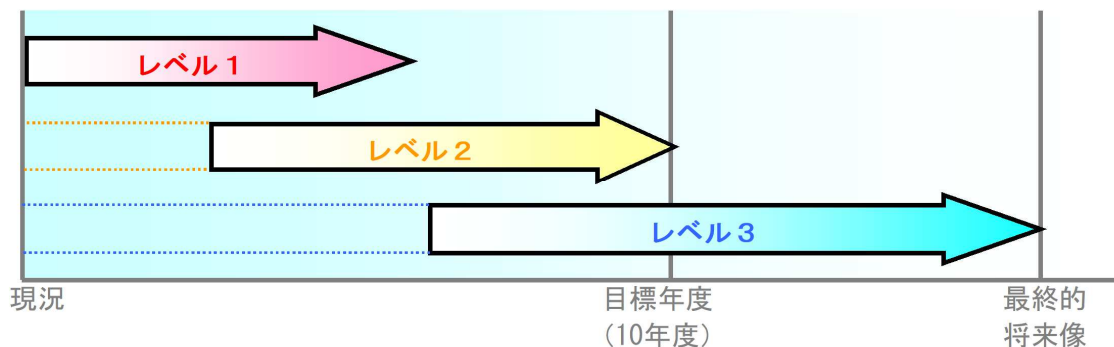 レベル１
レベル２
レベル３
現況
目標年度
（10年度）
最終的
将来像